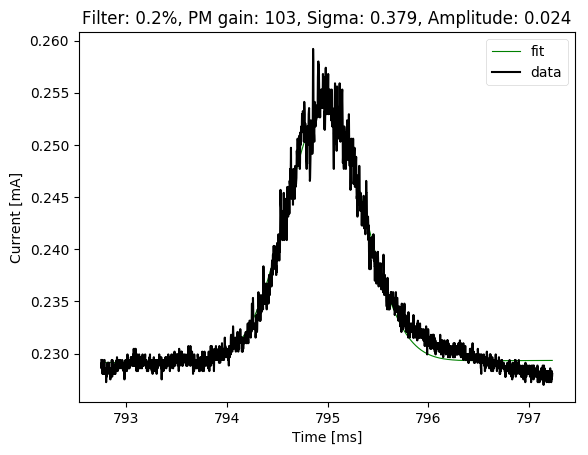 Filter: 0.2%, PM gain: 103, Sigma: 0.379, Amplitude: 0.024
fit
data
0.260
0.255
0.250
0.245
0.240
0.235
0.230
Current [mA]
793 794 795 796 797
Time [ms]